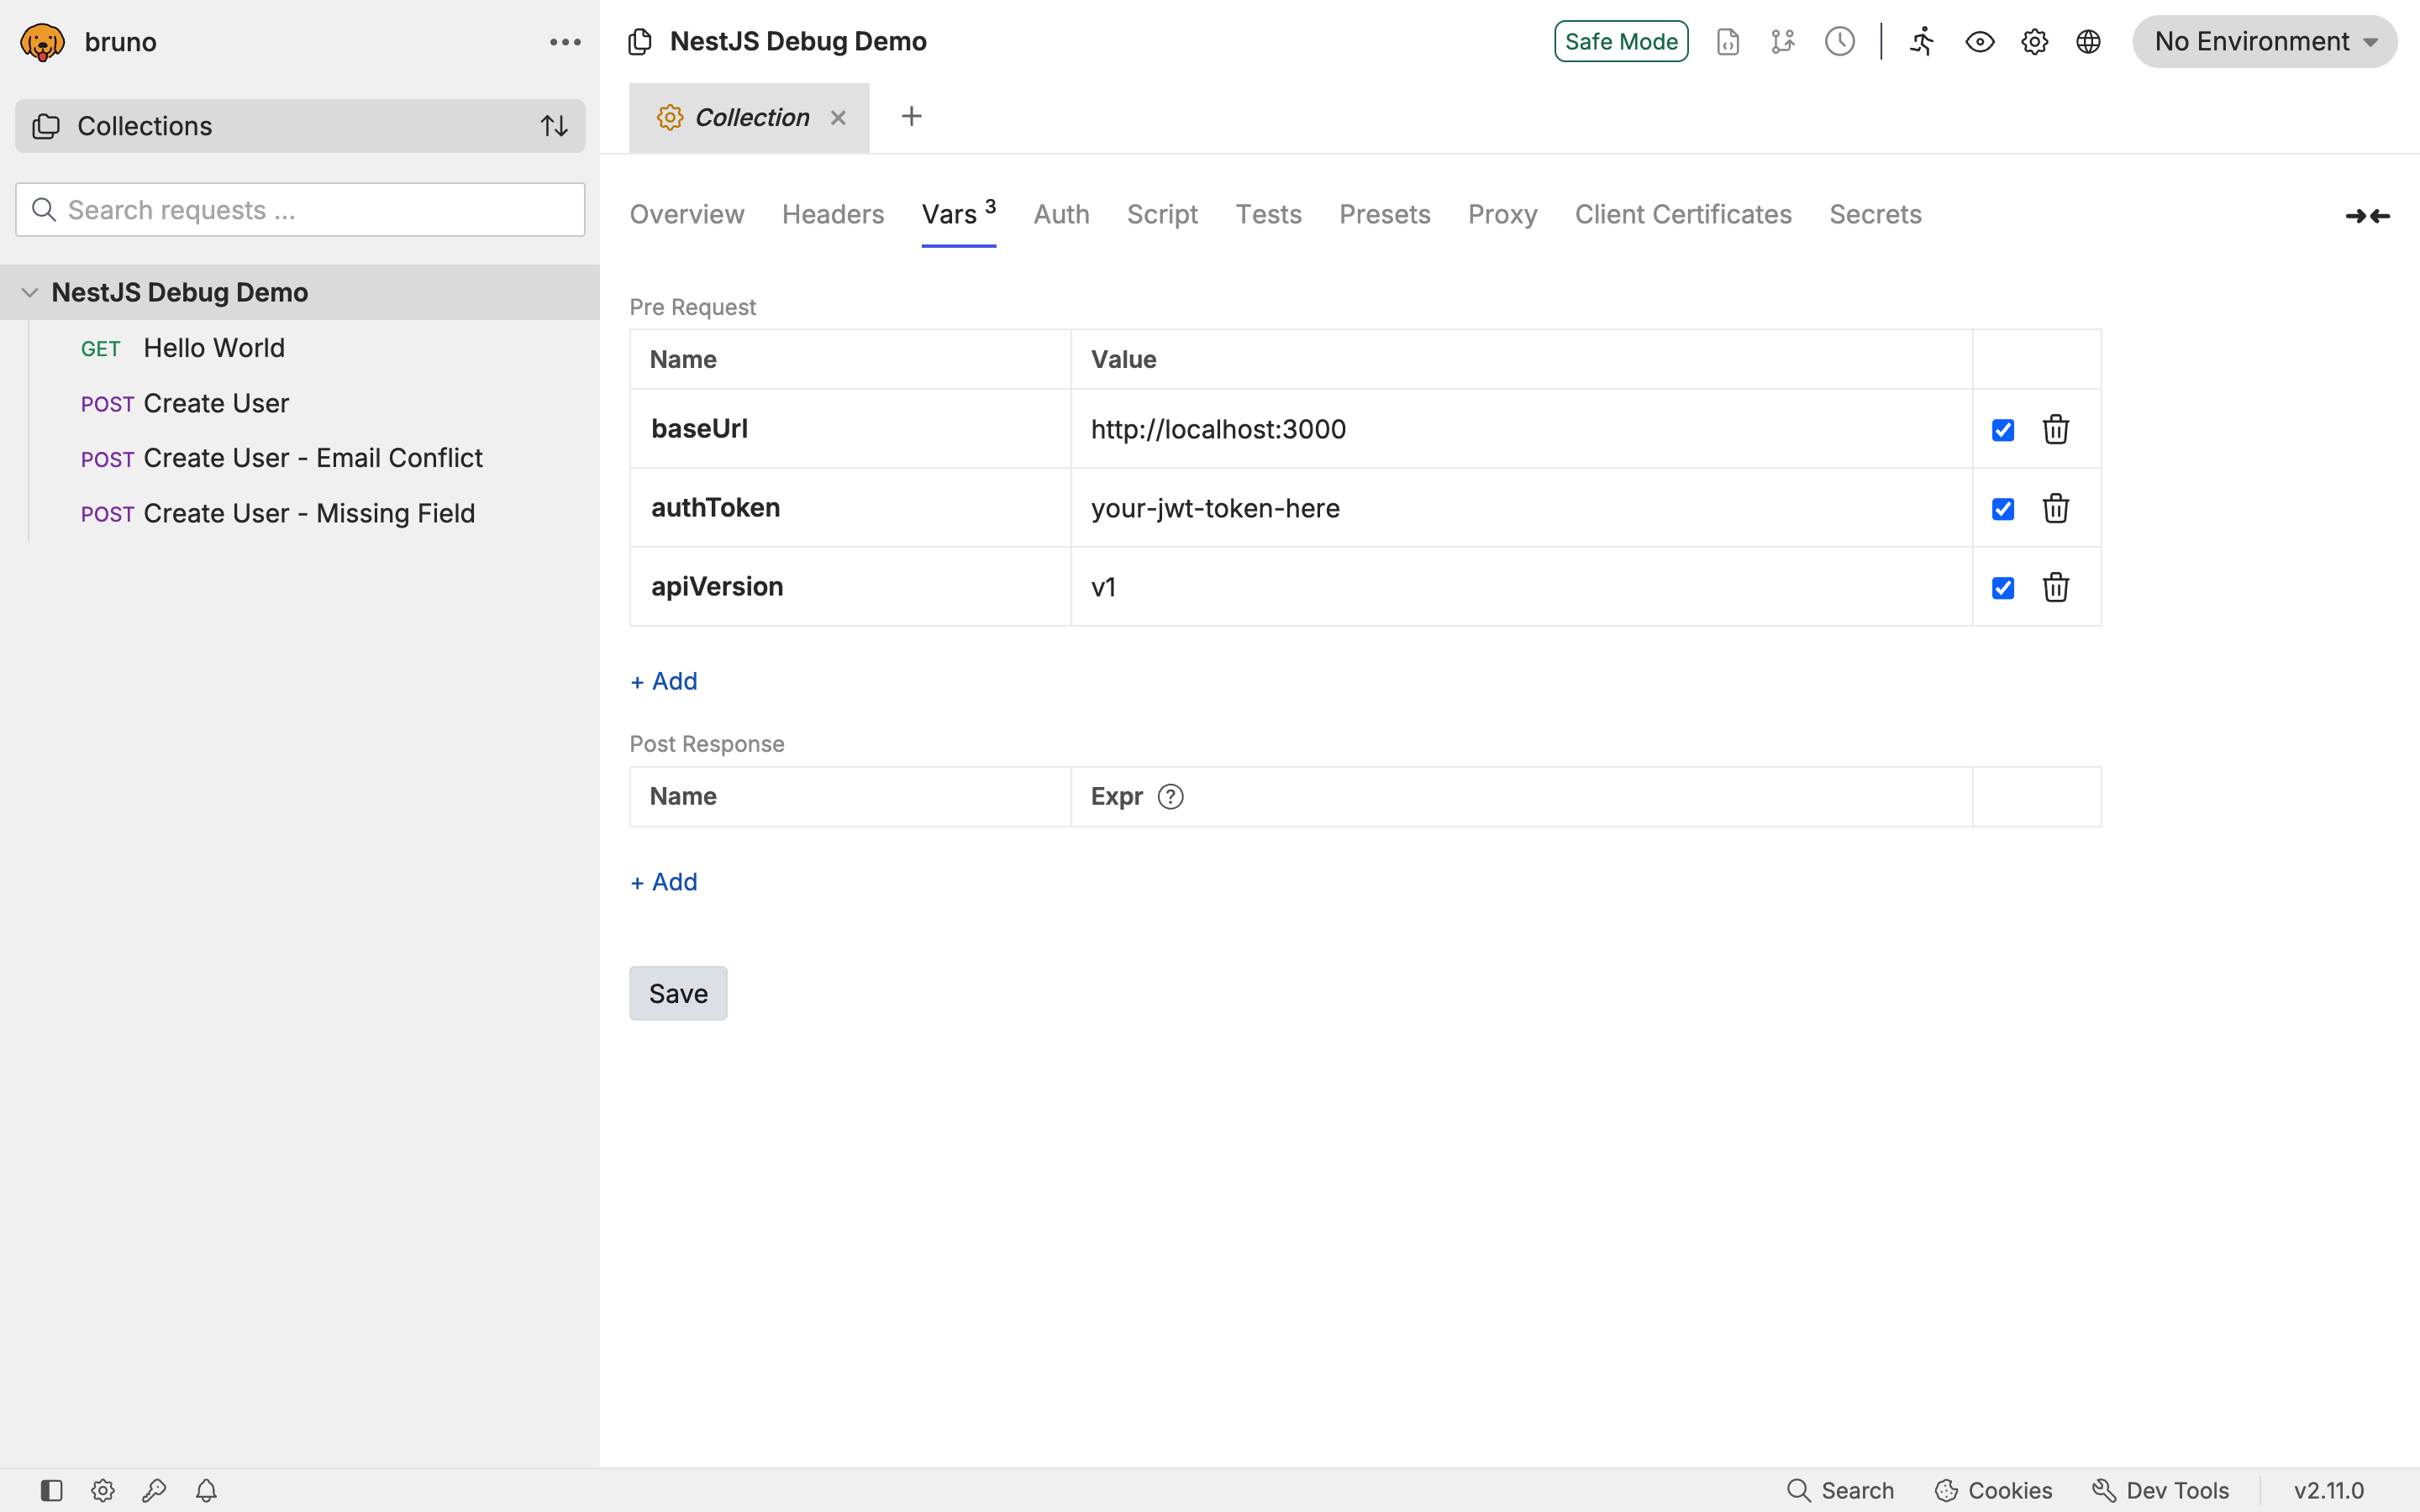 bruno
Collections
Search requests ...
NestJS Debug Demo
GET Hello World
POST Create User
POST Create User - Email Conflict
POST Create User - Missing Field
NestJS Debug Demo
Safe Mode
No Environment
Collection
Overview Headers Vars 3 Auth Script Tests Presets Proxy Client Certificates Secrets
Pre Request
Name Value
baseUrl http://localhost:3000
authToken your-jwt-token-here
apiVersion v1
+ Add
Post Response
Name Expr ?
+ Add
Save
Search Cookies Dev Tools v2.11.0